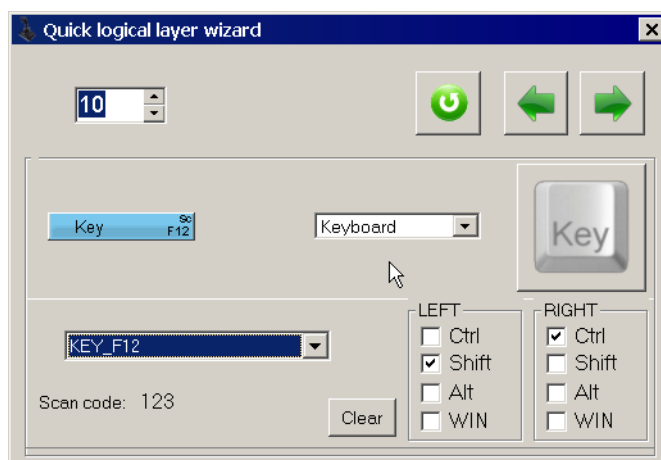 Quick logical layer wizard
10
Key Sc F12
Keyboard
Key
KEY_F12
Scan code: 123
Clear
LEFT
Ctrl
Shift
Alt
WIN
RIGHT
Ctrl
Shift
Alt
WIN